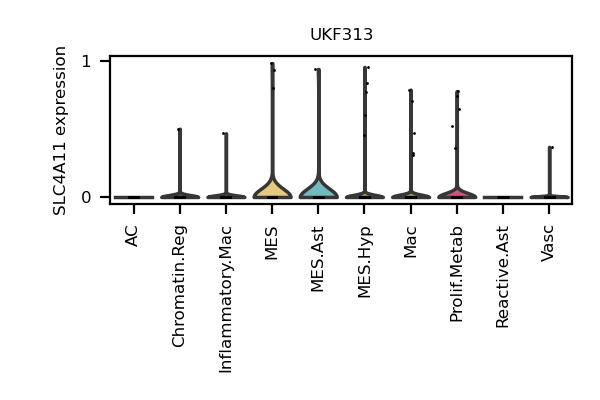 UKF313
SLC4A11 expression
1
0
AC
Chromatin.Reg
Inflammatory.Mac
MES
MES.Ast
MES.Hyp
Mac
Prolif.Metab
Reactive.Ast
Vasc